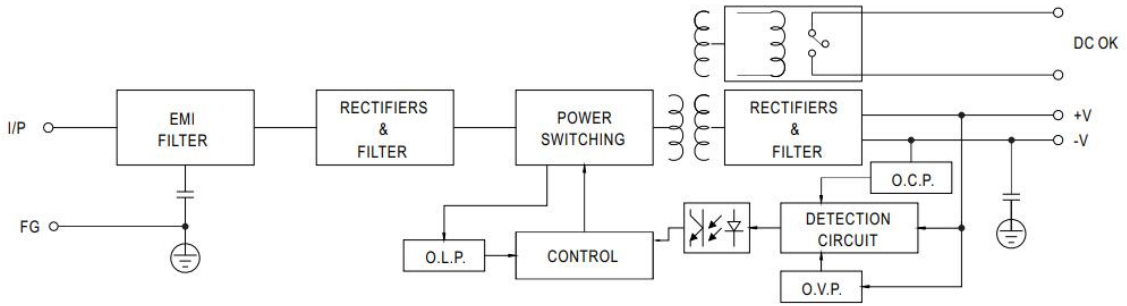 DC OK
I/P
EMI
FILTER
RECTIFIERS
&
FILTER
POWER
SWITCHING
RECTIFIERS
&
FILTER
+V
-V
O.C.P.
FG
O.L.P.
CONTROL
DETECTION
CIRCUIT
O.V.P.